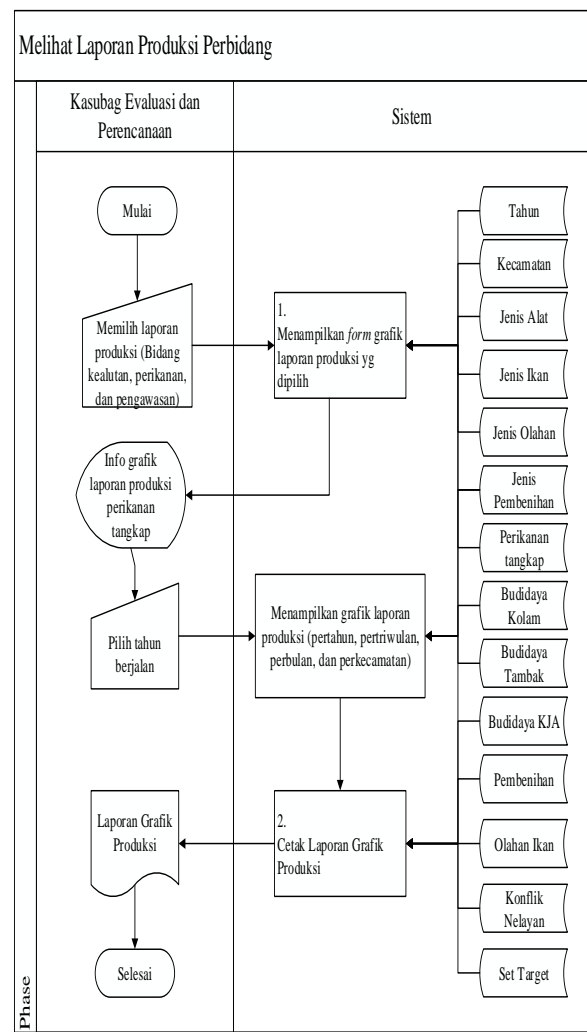 Melihat Laporan Produksi Perbidang
Kasubag Evaluasi dan
Perencanaan
Sistem
Mulai
Memilih laporan
produksi (Bidang
kealutan, perikanan,
dan pengawasan)
1.
Menampilkan form grafik
laporan produksi yg
dipilih
Info grafik
laporan produksi
perikanan
tangkap
Pilih tahun
berjalan
Menampilkan grafik laporan
produksi (pertahun, pertriwulan,
perbulan, dan perkecamatan)
Laporan Grafik
Produksi
2.
Cetak Laporan Grafik
Produksi
Selesai
Tahun
Kecamatan
Jenis Alat
Jenis Ikan
Jenis Olahan
Jenis
Pembenihan
Perikanan
tangkap
Budidaya
Kolam
Budidaya
Tambak
Budidaya KJA
Pembenihan
Olahan Ikan
Konflik
Nelayan
Set Target
Phase